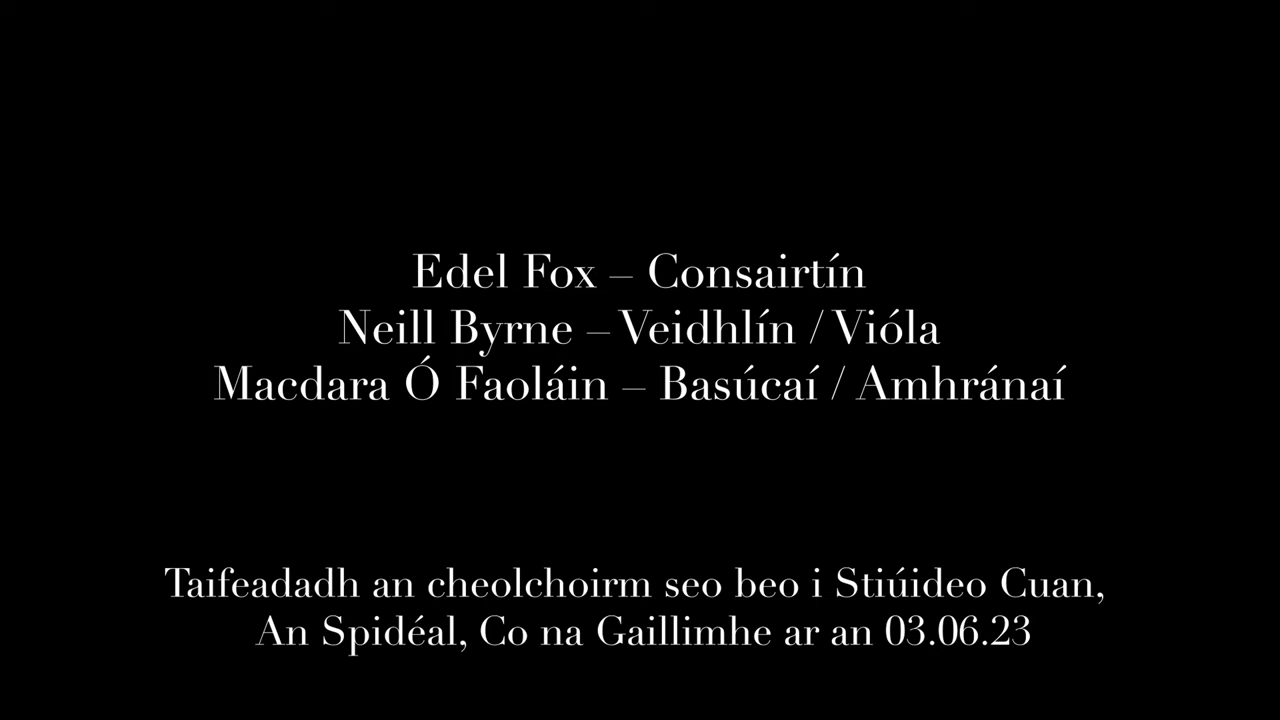 Edel Fox – Consairtín
Neill Byrne – Veidhlín / Vióla
Macdara Ó Faoláin – Basúcaí / Amhránaí
Taifeadadh an cheolchoirm seo beo i Stiúideo Cuan,
An Spidéal, Co na Gaillimhe ar an 03.06.23